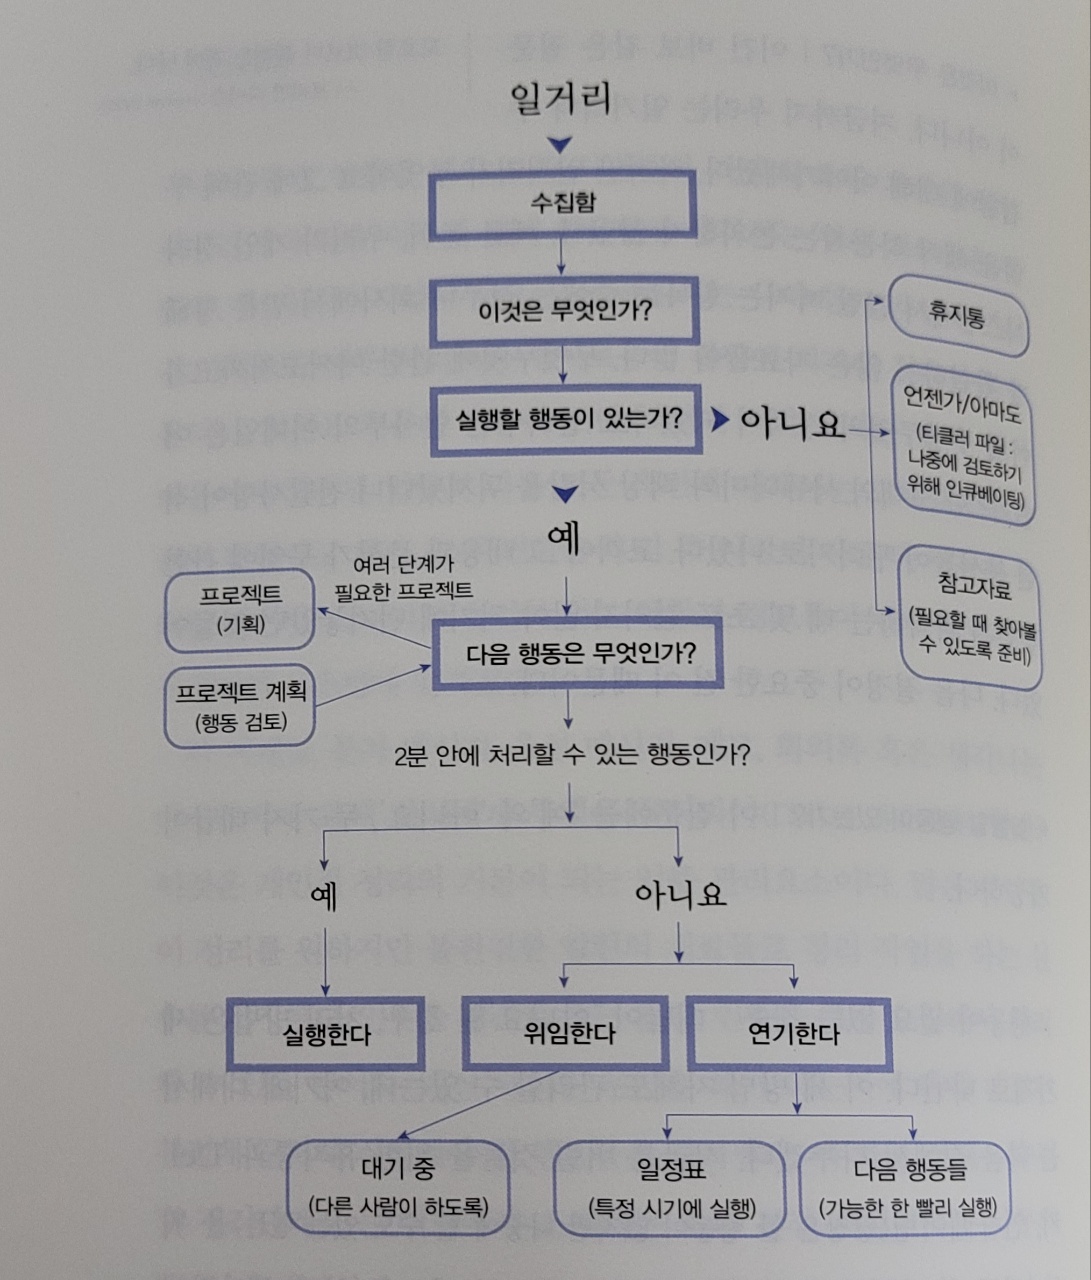 일거리
수집함
이것은 무엇인가?
실행할 행동이 있는가?
아니요
휴지통
언젠가/아마도
(티클러 파일 :
나중에 검토하기
위해 인큐베이팅)
참고자료
(필요할 때 찾아볼
수 있도록 준비)
예
여러 단계가
필요한 프로젝트
프로젝트
(기획)
다음 행동은 무엇인가?
프로젝트 계획
(행동 검토)
2분 안에 처리할 수 있는 행동인가?
예
아니요
실행한다
위임한다
연기한다
대기 중
(다른 사람이 하도록)
일정표
(특정 시기에 실행)
다음 행동들
(가능한 한 빨리 실행)